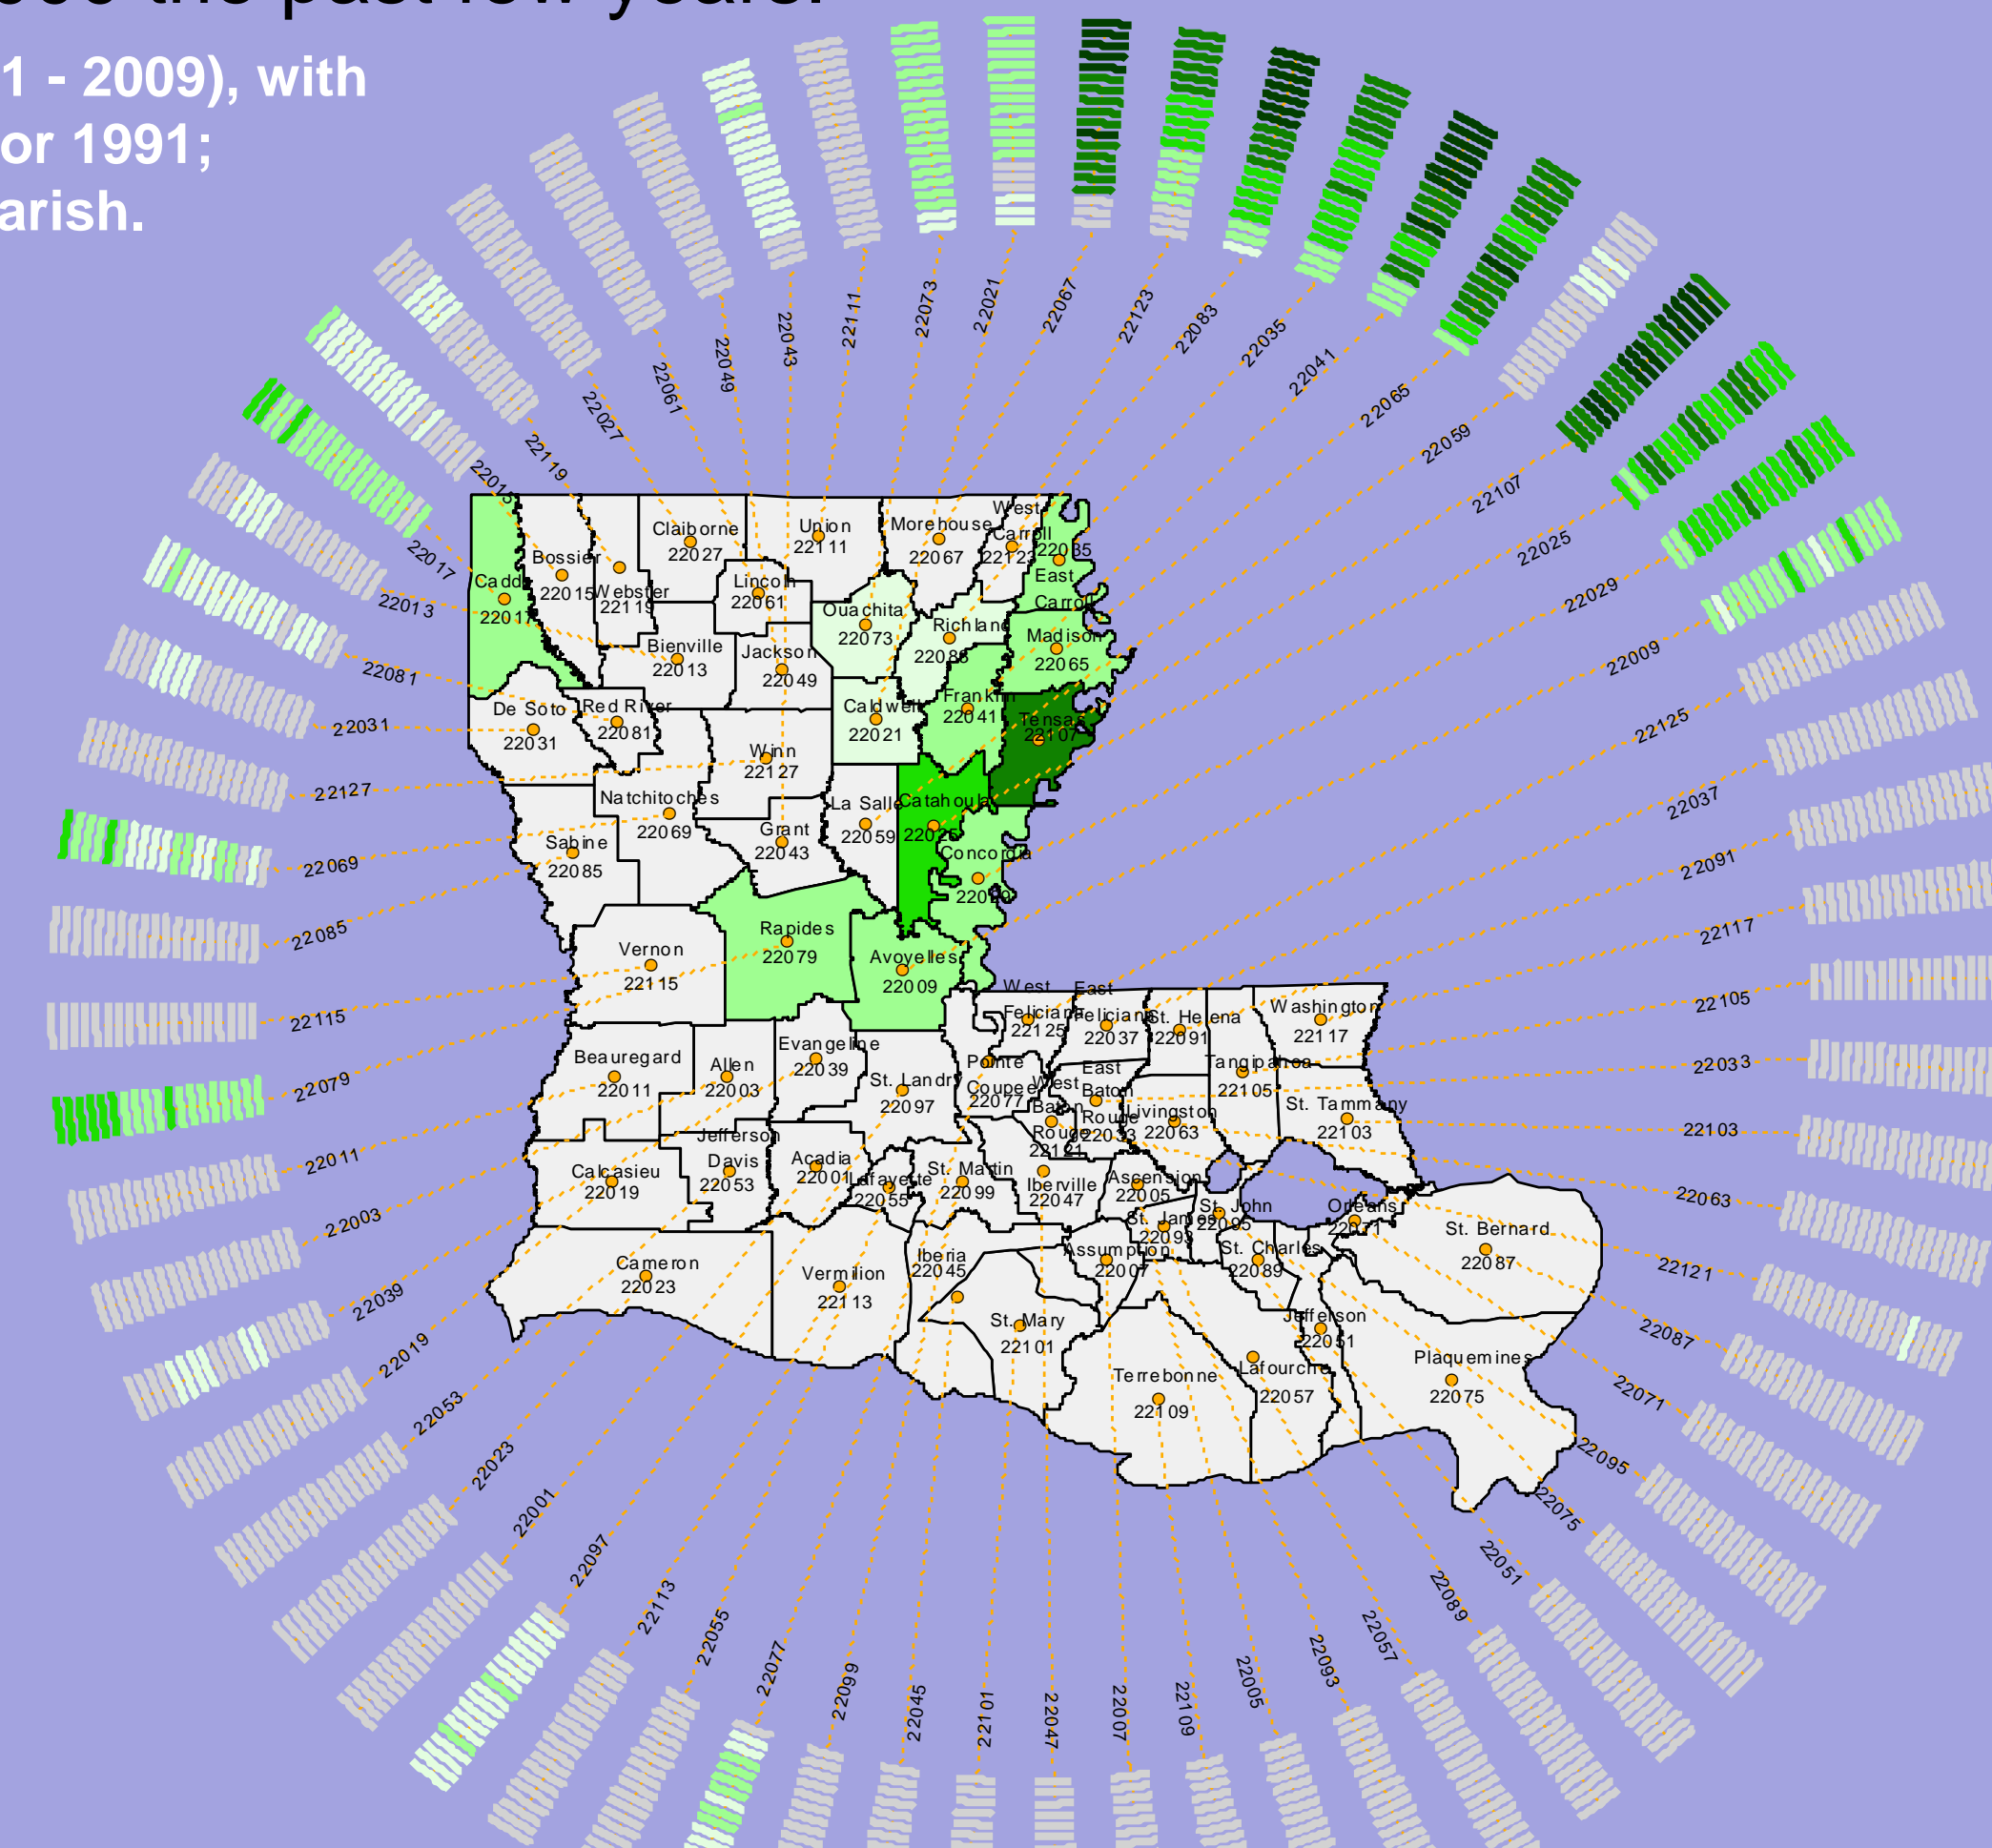 the past few years.
1 - 2009), with
or 1991;
arish.
22111
22073
22021
22067
22123
22083
22035
22041
22065
22059
22107
22025
22029
22009
22125
22037
22091
22117
22105
22033
22103
22063
22121
22087
22071
22095
22075
22051
22089
22057
22093
22005
22109
22007
22047
22101
22045
22099
22077
22055
22113
22097
22001
22023
22053
22019
22039
22003
22011
22079
22115
22085
22069
22127
22031
22081
22013
22017
22015
22119
22027
22061
22049
22043
Caddo
22017
Bossier
22015
Webster
22119
Claiborne
22027
Lincoln
22061
Union
22111
Morehouse
22067
West
Carroll
22123
22035
East
Carroll
Ouachita
22073
Richland
22083
Madison
22065
Bienville
22013
Jackson
22049
De Soto
22031
Red River
22081
Caldwell
22021
Franklin
22041
Tensas
22107
Winn
22127
Natchitoches
22069
Grant
22043
La Salle
22059
Catahoula
22025
Sabine
22085
Concordia
22029
Vernon
22115
Rapides
22079
Avoyelles
22009
West
Feliciana
22125
East
Feliciana
22037
St. Helena
22091
Washington
22117
Tangipahoa
22105
Beauregard
22011
Allen
22003
Evangeline
22039
St. Landry
22097
Pointe
Coupee
22077
West
Baton
Rouge
22121
East
Baton
Rouge
22033
Livingston
22063
St. Tammany
22103
Calcasieu
22019
Jefferson
Davis
22053
Acadia
22001
Lafayette
22055
St. Martin
22099
Iberville
22047
Ascension
22005
St. James
22093
St. John
22095
Orleans
22071
St. Bernard
22087
Cameron
22023
Vermilion
22113
Iberia
22045
Assumption
22007
St. Charles
22089
St. Mary
22101
Jefferson
22051
Terrebonne
22109
Lafourche
22057
Plaquemines
22075